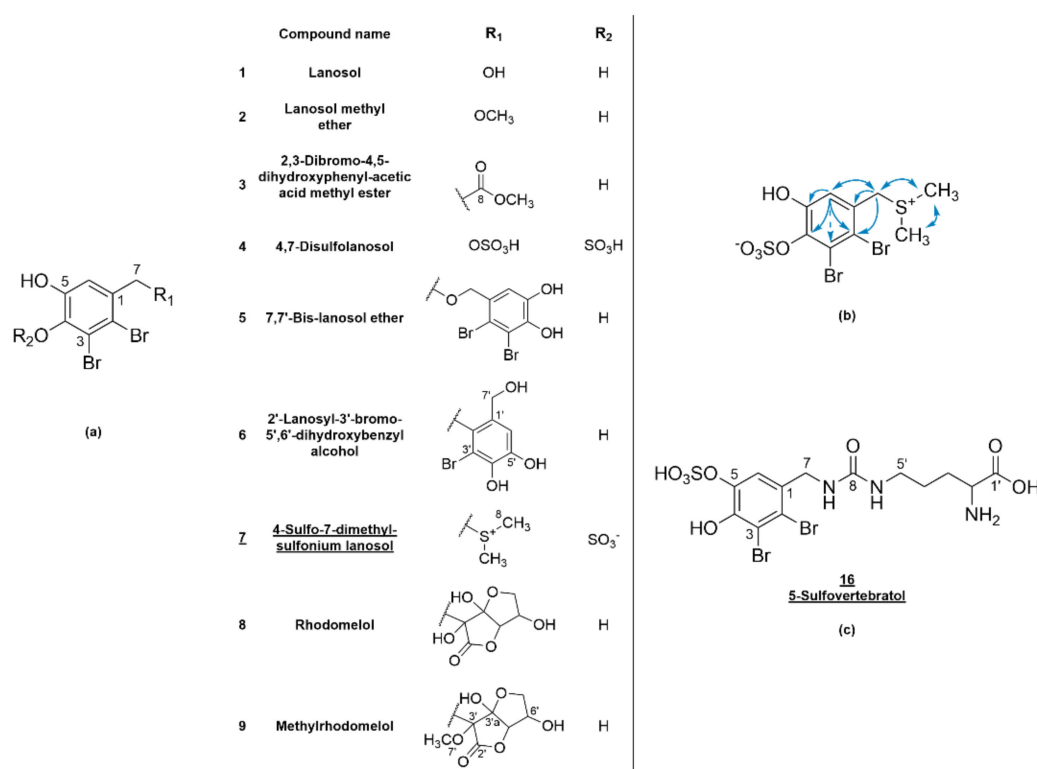 Compound name R₁ R₂
1 Lanosol OH H
2 Lanosol methyl
ether OCH₃ H
3 2,3-Dibromo-4,5-
dihydroxyphenyl-acetic
acid methyl ester O 8 OCH₃ H
4 4,7-Disulfolanosol OSO₃H SO₃H
5 7,7'-Bis-lanosol ether O OH OH Br Br H
6 2'-Lanosyl-3'-bromo-
5',6'-dihydroxybenzyl
alcohol 7' OH 1' 3' Br 5' OH OH H
7 4-Sulfo-7-dimethyl-
sulfonium lanosol 8 CH₃ S⁺ CH₃ SO₃⁻
8 Rhodomelol HO O HO OH O O H
9 Methylrhodomelol HO O 6' 3' 3'a OH H₃CO 7' 2' O O H
HO 5 7 R₁ 1 R₂O 3 Br Br
(a)
HO CH₃ S⁺ CH₃ ⁻O₃SO Br Br
(b)
HO₃SO 5 7 O 5' O 1 N H 8 N H 1' OH NH₂ HO 3 Br Br
16
5-Sulfovertebratol
(c)